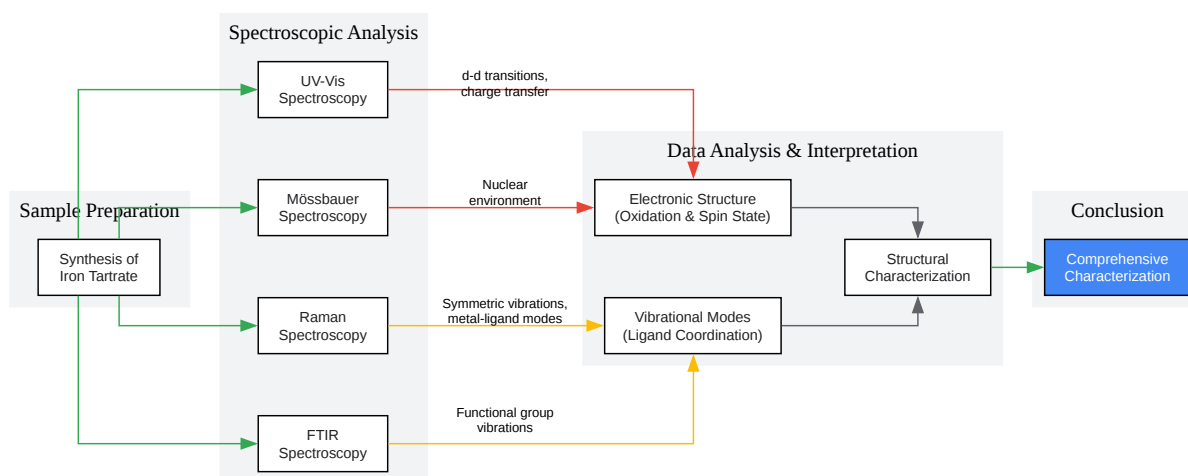 Spectroscopic Analysis
UV-Vis
Spectroscopy
d-d transitions,
charge transfer
Data Analysis & Interpretation
Sample Preparation
Mössbauer
Spectroscopy
Nuclear
environment
Electronic Structure
(Oxidation & Spin State)
Conclusion
Synthesis of
Iron Tartrate
Structural
Characterization
Comprehensive
Characterization
Raman
Spectroscopy
Symmetric vibrations,
metal-ligand modes
Vibrational Modes
(Ligand Coordination)
FTIR
Spectroscopy
Functional group
vibrations